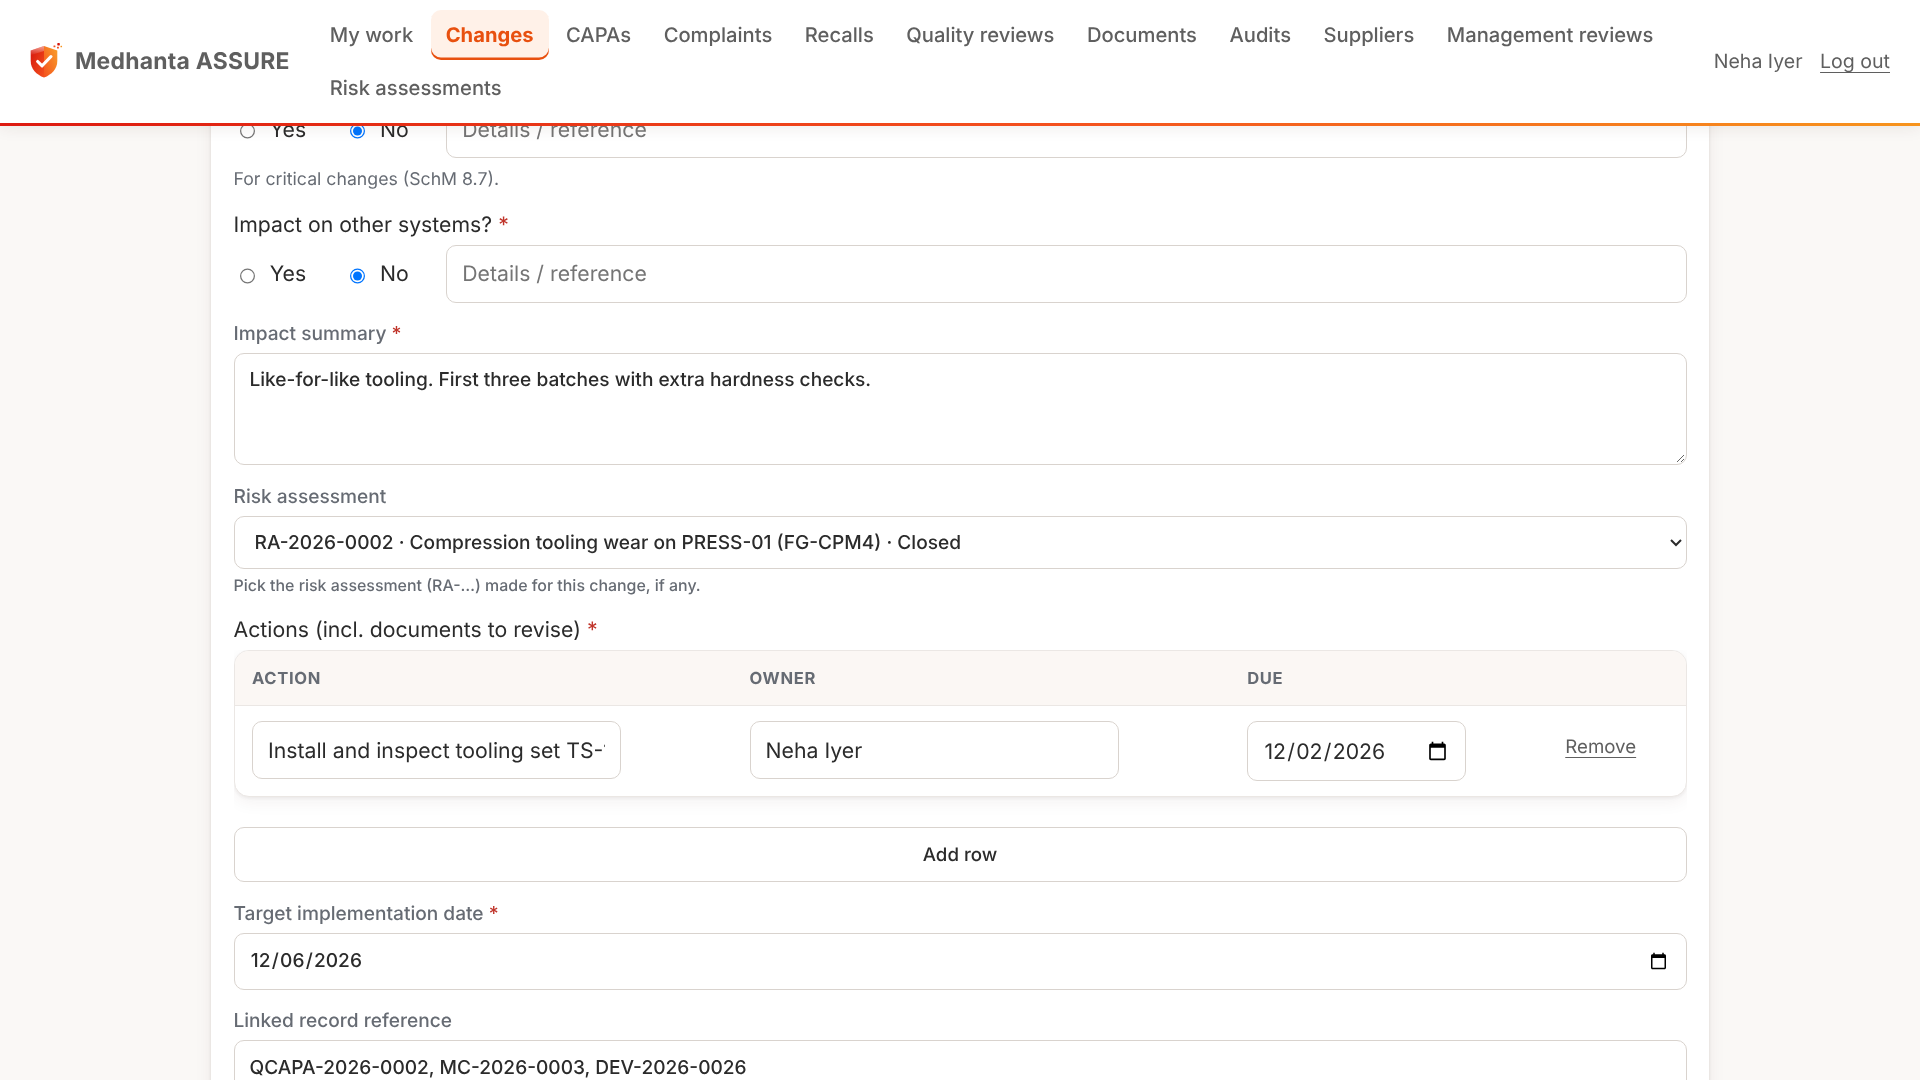 Medhanta ASSURE
My work
Changes
CAPAs
Complaints
Recalls
Quality reviews
Documents
Audits
Suppliers
Management reviews
Risk assessments
Neha Iyer
Log out
Yes
No
Details / reference
For critical changes (SchM 8.7).
Impact on other systems? *
Yes
No
Details / reference
Impact summary *
Like-for-like tooling. First three batches with extra hardness checks.
Risk assessment
RA-2026-0002 · Compression tooling wear on PRESS-01 (FG-CPM4) · Closed
Pick the risk assessment (RA-...) made for this change, if any.
Actions (incl. documents to revise) *
ACTION
OWNER
DUE
Install and inspect tooling set TS-
Neha Iyer
12/02/2026
Remove
Add row
Target implementation date *
12/06/2026
Linked record reference
QCAPA-2026-0002, MC-2026-0003, DEV-2026-0026